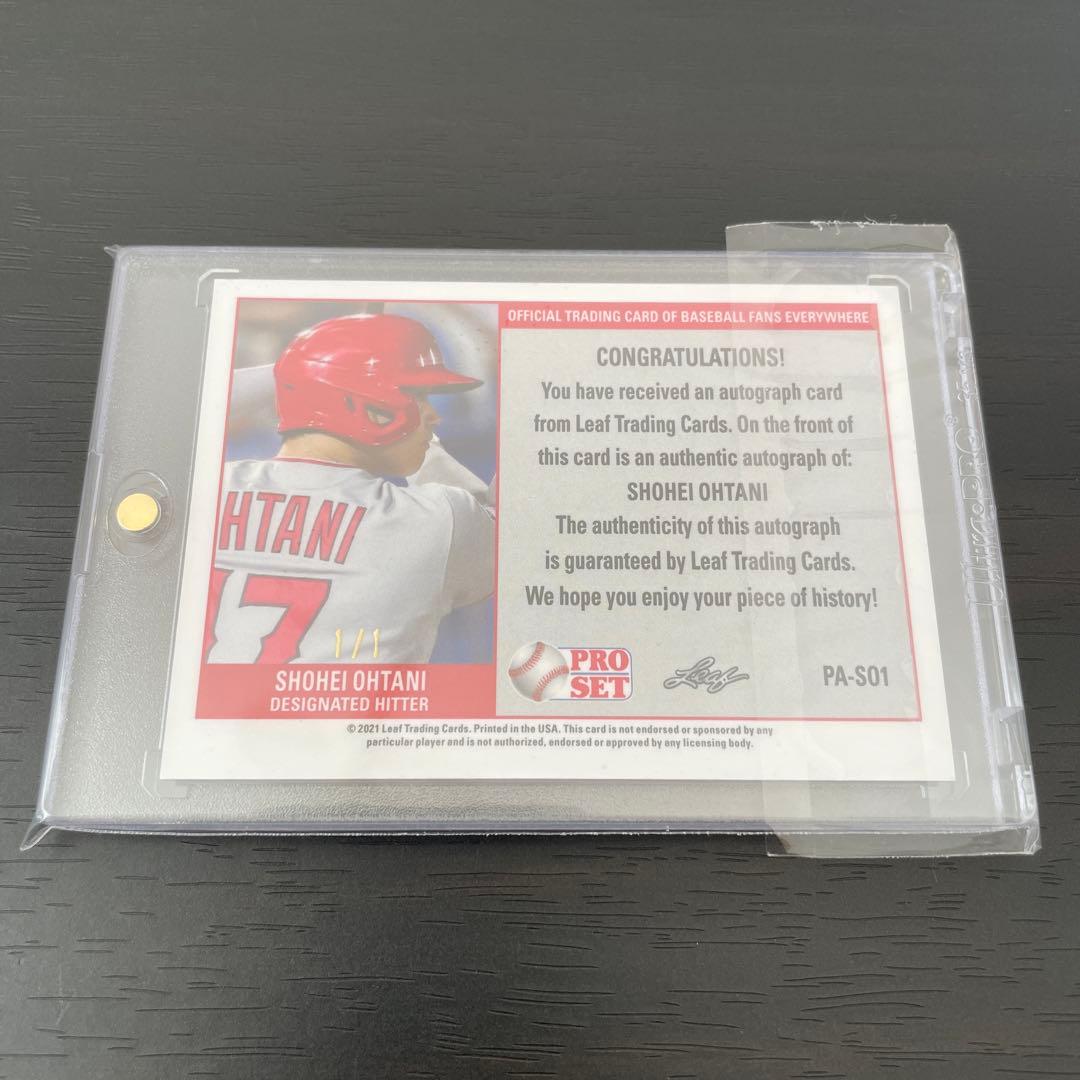 HTANI
17
1/1
SHOHEI OHTANI
DESIGNATED HITTER
OFFICIAL TRADING CARD OF BASEBALL FANS EVERYWHERE
CONGRATULATIONS!
You have received an autograph card
from Leaf Trading Cards. On the front of
this card is an authentic autograph of:
SHOHEI OHTANI
The authenticity of this autograph
is guaranteed by Leaf Trading Cards.
We hope you enjoy your piece of history!
PRO
SET
Leaf
PA-SO1
© 2021 Leaf Trading Cards. Printed in the USA. This card is not endorsed or sponsored by any
particular player and is not authorized, endorsed or approved by any licensing body.
UltraPRO®